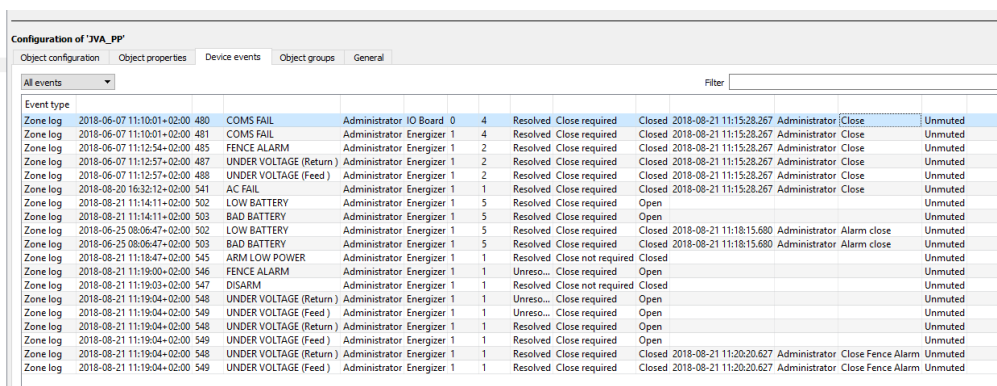 Configuration of 'JVA_PP'
Object configuration Object properties Device events Object groups General
All events Filter
Event type
Zone log 2018-06-07 11:10:01+02:00 480 COMS FAIL Administrator IO Board 0 4 Resolved Close required Closed 2018-08-21 11:15:28.267 Administrator Close Unmuted
Zone log 2018-06-07 11:10:01+02:00 481 COMS FAIL Administrator Energizer 1 4 Resolved Close required Closed 2018-08-21 11:15:28.267 Administrator Close Unmuted
Zone log 2018-06-07 11:12:54+02:00 485 FENCE ALARM Administrator Energizer 1 2 Resolved Close required Closed 2018-08-21 11:15:28.267 Administrator Close Unmuted
Zone log 2018-06-07 11:12:57+02:00 487 UNDER VOLTAGE (Return ) Administrator Energizer 1 2 Resolved Close required Closed 2018-08-21 11:15:28.267 Administrator Close Unmuted
Zone log 2018-06-07 11:12:57+02:00 488 UNDER VOLTAGE (Feed ) Administrator Energizer 1 2 Resolved Close required Closed 2018-08-21 11:15:28.267 Administrator Close Unmuted
Zone log 2018-08-20 16:32:12+02:00 541 AC FAIL Administrator Energizer 1 1 Resolved Close required Closed 2018-08-21 11:15:28.267 Administrator Close Unmuted
Zone log 2018-08-21 11:14:11+02:00 502 LOW BATTERY Administrator Energizer 1 5 Resolved Close required Open Unmuted
Zone log 2018-08-21 11:14:11+02:00 503 BAD BATTERY Administrator Energizer 1 5 Resolved Close required Open Unmuted
Zone log 2018-06-25 08:06:47+02:00 502 LOW BATTERY Administrator Energizer 1 5 Resolved Close required Closed 2018-08-21 11:18:15.680 Administrator Alarm close Unmuted
Zone log 2018-06-25 08:06:47+02:00 503 BAD BATTERY Administrator Energizer 1 5 Resolved Close required Closed 2018-08-21 11:18:15.680 Administrator Alarm close Unmuted
Zone log 2018-08-21 11:18:47+02:00 545 ARM LOW POWER Administrator Energizer 1 1 Resolved Close not required Closed Unmuted
Zone log 2018-08-21 11:19:00+02:00 546 FENCE ALARM Administrator Energizer 1 1 Unreso... Close required Open Unmuted
Zone log 2018-08-21 11:19:03+02:00 547 DISARM Administrator Energizer 1 1 Resolved Close not required Closed Unmuted
Zone log 2018-08-21 11:19:04+02:00 548 UNDER VOLTAGE (Return ) Administrator Energizer 1 1 Unreso... Close required Open Unmuted
Zone log 2018-08-21 11:19:04+02:00 549 UNDER VOLTAGE (Feed ) Administrator Energizer 1 1 Unreso... Close required Open Unmuted
Zone log 2018-08-21 11:19:04+02:00 548 UNDER VOLTAGE (Return ) Administrator Energizer 1 1 Resolved Close required Open Unmuted
Zone log 2018-08-21 11:19:04+02:00 549 UNDER VOLTAGE (Feed ) Administrator Energizer 1 1 Resolved Close required Open Unmuted
Zone log 2018-08-21 11:19:04+02:00 548 UNDER VOLTAGE (Return ) Administrator Energizer 1 1 Resolved Close required Closed 2018-08-21 11:20:20.627 Administrator Close Fence Alarm Unmuted
Zone log 2018-08-21 11:19:04+02:00 549 UNDER VOLTAGE (Feed ) Administrator Energizer 1 1 Resolved Close required Closed 2018-08-21 11:20:20.627 Administrator Close Fence Alarm Unmuted